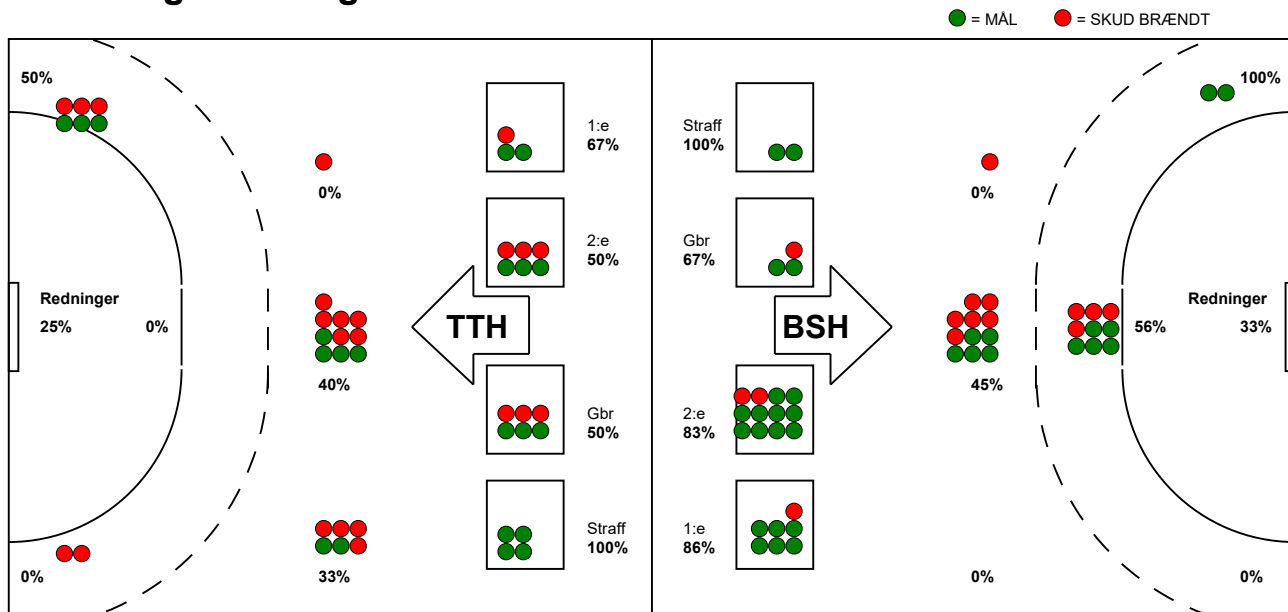 = MÅL = SKUD BRÆNDT
50%
100%
1:e
67%
Straff
100%
0%
0%
2:e
50%
Gbr
67%
Redninger
25%
0%
TTH
BSH
56%
Redninger
33%
40%
45%
Gbr
50%
2:e
83%
Straff
100%
1:e
86%
0%
33%
0%
0%